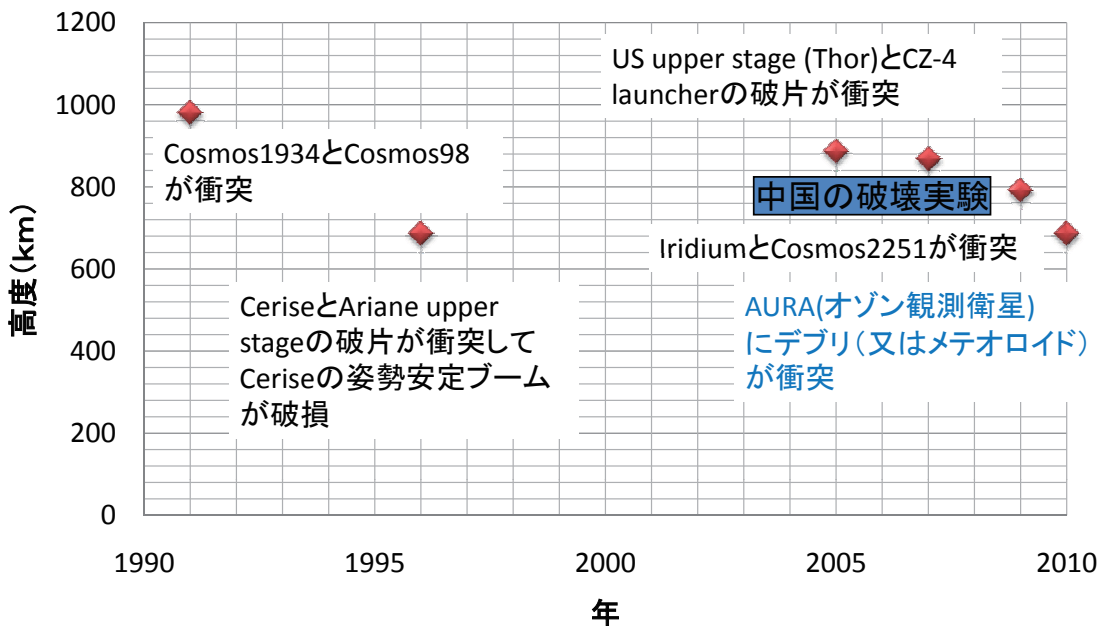 1200
1000
800
600
400
200
0
高度(km)
US upper stage (Thor)とCZ-4
launcherの破片が衝突
Cosmos1934とCosmos98
が衝突
中国の破壊実験
IridiumとCosmos2251が衝突
CeriseとAriane upper
stageの破片が衝突して
Ceriseの姿勢安定ブーム
が破損
AURA(オゾン観測衛星)
にデブリ(又はメテオロイド)
が衝突
1990
1995
2000
2005
2010
年